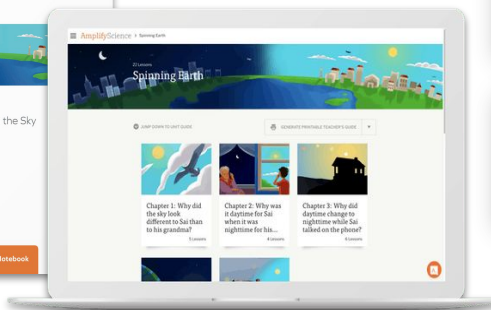 AmplifyScience > Spinning Earth
22 Lessons
Spinning Earth
JUMP DOWN TO UNIT GUIDE
GENERATE PRINTABLE TEACHER'S GUIDE
the Sky
Chapter 1: Why did
the sky look
different to Sai than
to his grandma?
5 Lessons
Chapter 2: Why was
it daytime for Sai
when it was
nighttime for his...
4 Lessons
Chapter 3: Why did
daytime change to
nighttime while Sai
talked on the phone?
Notebook